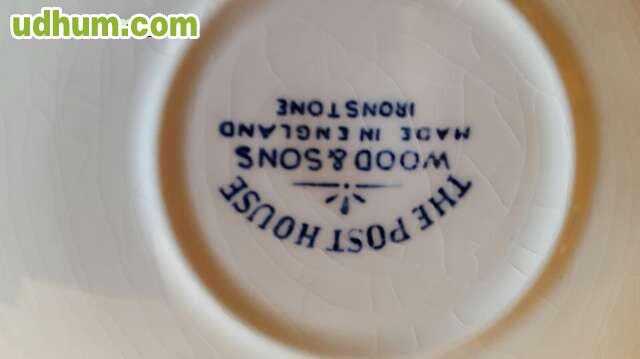 udhum.com
THE POST HOUSE
WOOD & SONS
MADE IN ENGLAND
IRONSTONE